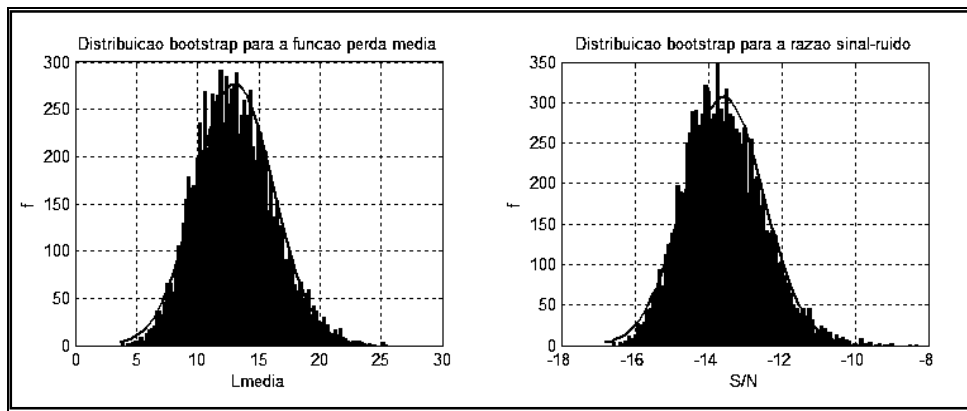 Distribuicao bootstrap para a funcao perda media
300
250
200
150
100
50
0
f
0 5 10 15 20 25 30
Lmedia
Distribuicao bootstrap para a razao sinal-ruido
350
300
250
200
150
100
50
0
f
-18 -16 -14 -12 -10 -8
S/N